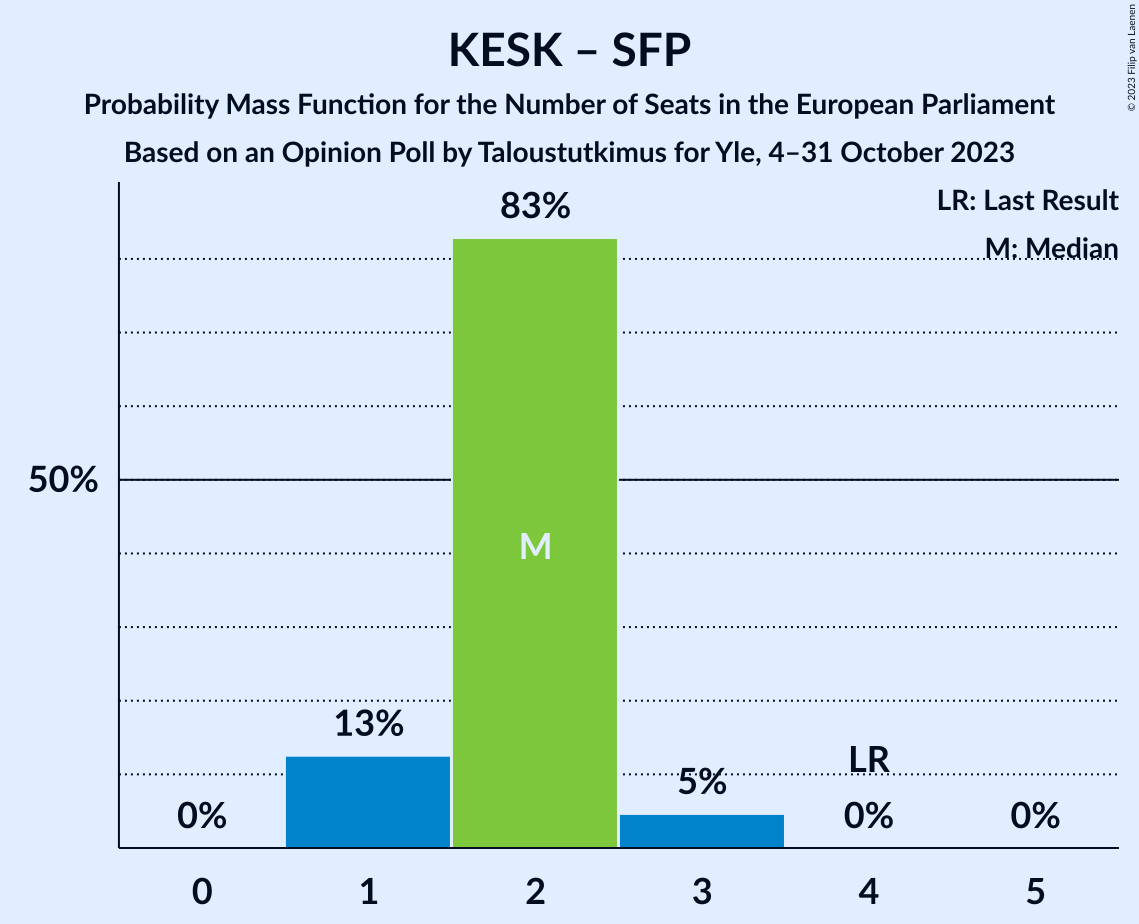 KESK – SFP
Probability Mass Function for the Number of Seats in the European Parliament
Based on an Opinion Poll by Taloustutkimus for Yle, 4–31 October 2023
© 2023 Filip van Laenen
LR: Last Result
M: Median
83%
50%
M
13%
5%
LR
0%
0%
0%
0 1 2 3 4 5